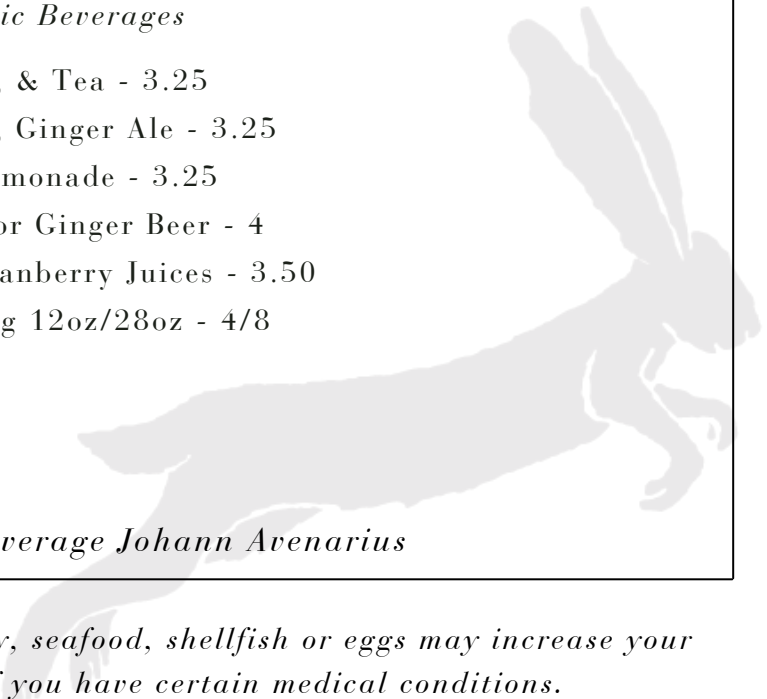 ic Beverages
, & Tea - 3.25
, Ginger Ale - 3.25
monade - 3.25
or Ginger Beer - 4
anberry Juices - 3.50
g 12oz/28oz - 4/8
verage Johann Avenarius
y, seafood, shellfish or eggs may increase your
f you have certain medical conditions.